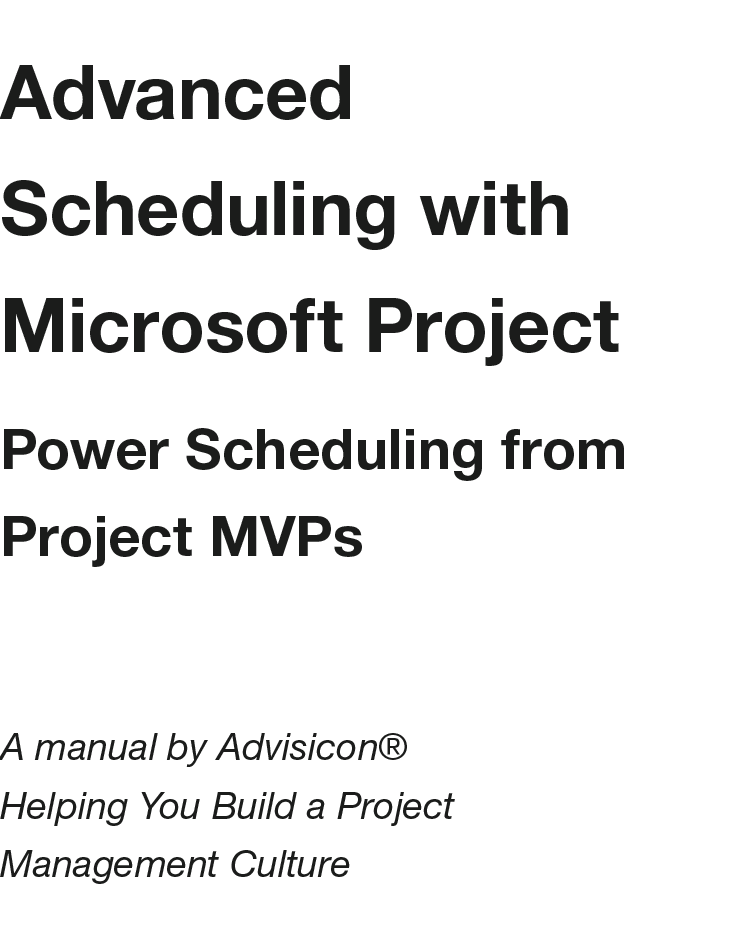 Advanced
Scheduling with
Microsoft Project
Power Scheduling from
Project MVPs
A manual by Advisicon®
Helping You Build a Project
Management Culture